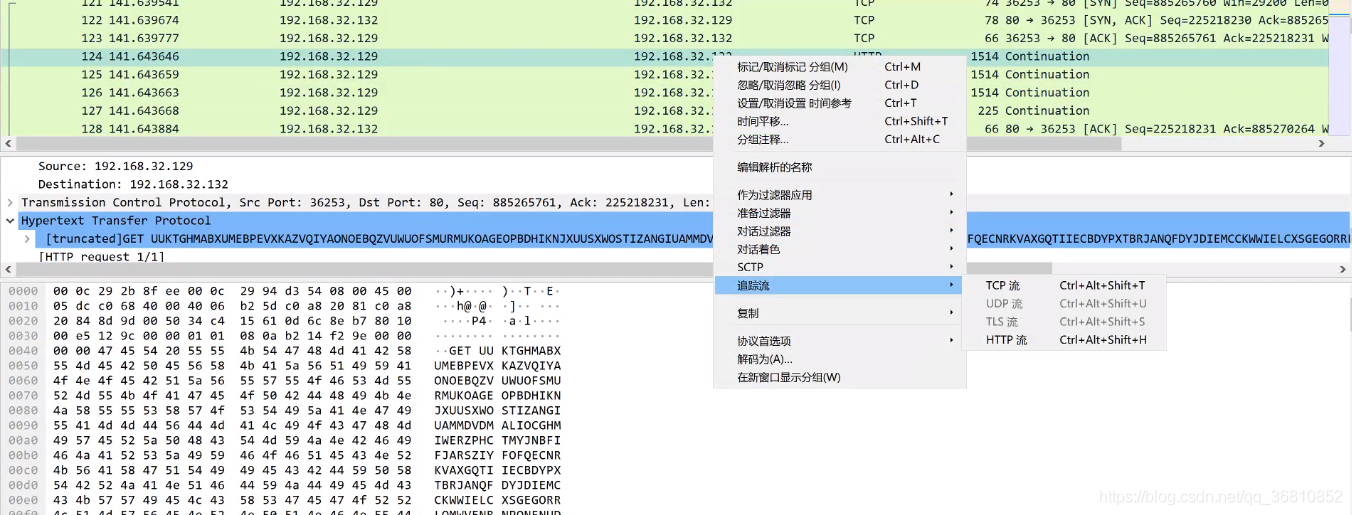 121 141.639541 192.168.32.129 192.168.32.132 TCP 74 36253 → 80 [SYN] Seq=885265760 Win=29200 Len=0
122 141.639674 192.168.32.132 192.168.32.129 TCP 78 80 → 36253 [SYN, ACK] Seq=225218230 Ack=885265
123 141.639777 192.168.32.129 192.168.32.132 TCP 66 36253 → 80 [ACK] Seq=885265761 Ack=225218231 W
124 141.643646 192.168.32.129 192.168.32.132 HTTP 1514 Continuation
125 141.643659 192.168.32.129 1514 Continuation
126 141.643663 192.168.32.129 1514 Continuation
127 141.643668 192.168.32.129 225 Continuation
128 141.643884 192.168.32.132 66 80 → 36253 [ACK] Seq=225218231 Ack=885270264 W
标记/取消标记 分组(M) Ctrl+M
忽略/取消忽略 分组(I) Ctrl+D
设置/取消设置 时间参考 Ctrl+T
时间平移... Ctrl+Shift+T
分组注释... Ctrl+Alt+C
编辑解析的名称
作为过滤器应用
准备过滤器
对话过滤器
对话着色
SCTP
追踪流
复制
协议首选项
解码为(A)...
在新窗口显示分组(W)
TCP 流 Ctrl+Alt+Shift+T
UDP 流 Ctrl+Alt+Shift+U
TLS 流 Ctrl+Alt+Shift+S
HTTP 流 Ctrl+Alt+Shift+H
Source: 192.168.32.129
Destination: 192.168.32.132
Transmission Control Protocol, Src Port: 36253, Dst Port: 80, Seq: 885265761, Ack: 225218231, Len:
Hypertext Transfer Protocol
[truncated]GET UUKTGHMABXUMEBPEVXKAZVQIYAONOEBQZVUWUOFSMURMUKOAGEOPBDHIKNJXUUSXWOSTIZANGIUAMMDV FQECNRKVAXGQTIIECBDYPXTBRJANQFDYJDIEMCCKWWIELCXSGEGORR
[HTTP request 1/1]
0000 00 0c 29 2b 8f ee 00 0c 29 94 d3 54 08 00 45 00 ··)+···· )··T··E·
0010 05 dc c0 68 40 00 40 06 b2 5d c0 a8 20 81 c0 a8 ···h@·@· ·]·· ···
0020 20 84 8d 9d 00 50 34 c4 15 61 0d 6c 8e b7 80 10 ····P4· ·a·l····
0030 00 e5 12 9c 00 00 01 01 08 0a b2 14 f2 9e 00 00 ········ ········
0040 00 00 47 45 54 20 55 55 4b 54 47 48 4d 41 42 58 ··GET UU KTGHMABX
0050 55 4d 45 42 50 45 56 58 4b 41 5a 56 51 49 59 41 UMEBPEVX KAZVQIYA
0060 4f 4e 4f 45 42 51 5a 56 55 57 55 4f 46 53 4d 55 ONOEBQZV UWUOFSMU
0070 52 4d 55 4b 4f 41 47 45 4f 50 42 44 48 49 4b 4e RMUKOAGE OPBDHIKN
0080 4a 58 55 55 53 58 57 4f 53 54 49 5a 41 4e 47 49 JXUUSXWO STIZANGI
0090 55 41 4d 4d 44 56 44 4d 41 4c 49 4f 43 47 48 4d UAMMDVDM ALIOCGHM
00a0 49 57 45 52 5a 50 48 43 54 4d 59 4a 4e 42 46 49 IWERZPHC TMYJNBFI
00b0 46 4a 41 52 53 5a 49 59 46 4f 46 51 45 43 4e 52 FJARSZIY FOFQECNR
00c0 4b 56 41 58 47 51 54 49 49 45 43 42 44 59 50 58 KVAXGQTI IECBDYPX
00d0 54 42 52 4a 41 4e 51 46 44 59 4a 44 49 45 4d 43 TBRJANQF DYJDIEMC
00e0 43 4b 57 57 49 45 4c 43 58 53 47 45 47 4f 52 52 CKWWIELC XSGEGORR
https://blog.csdn.net/qq_36810852